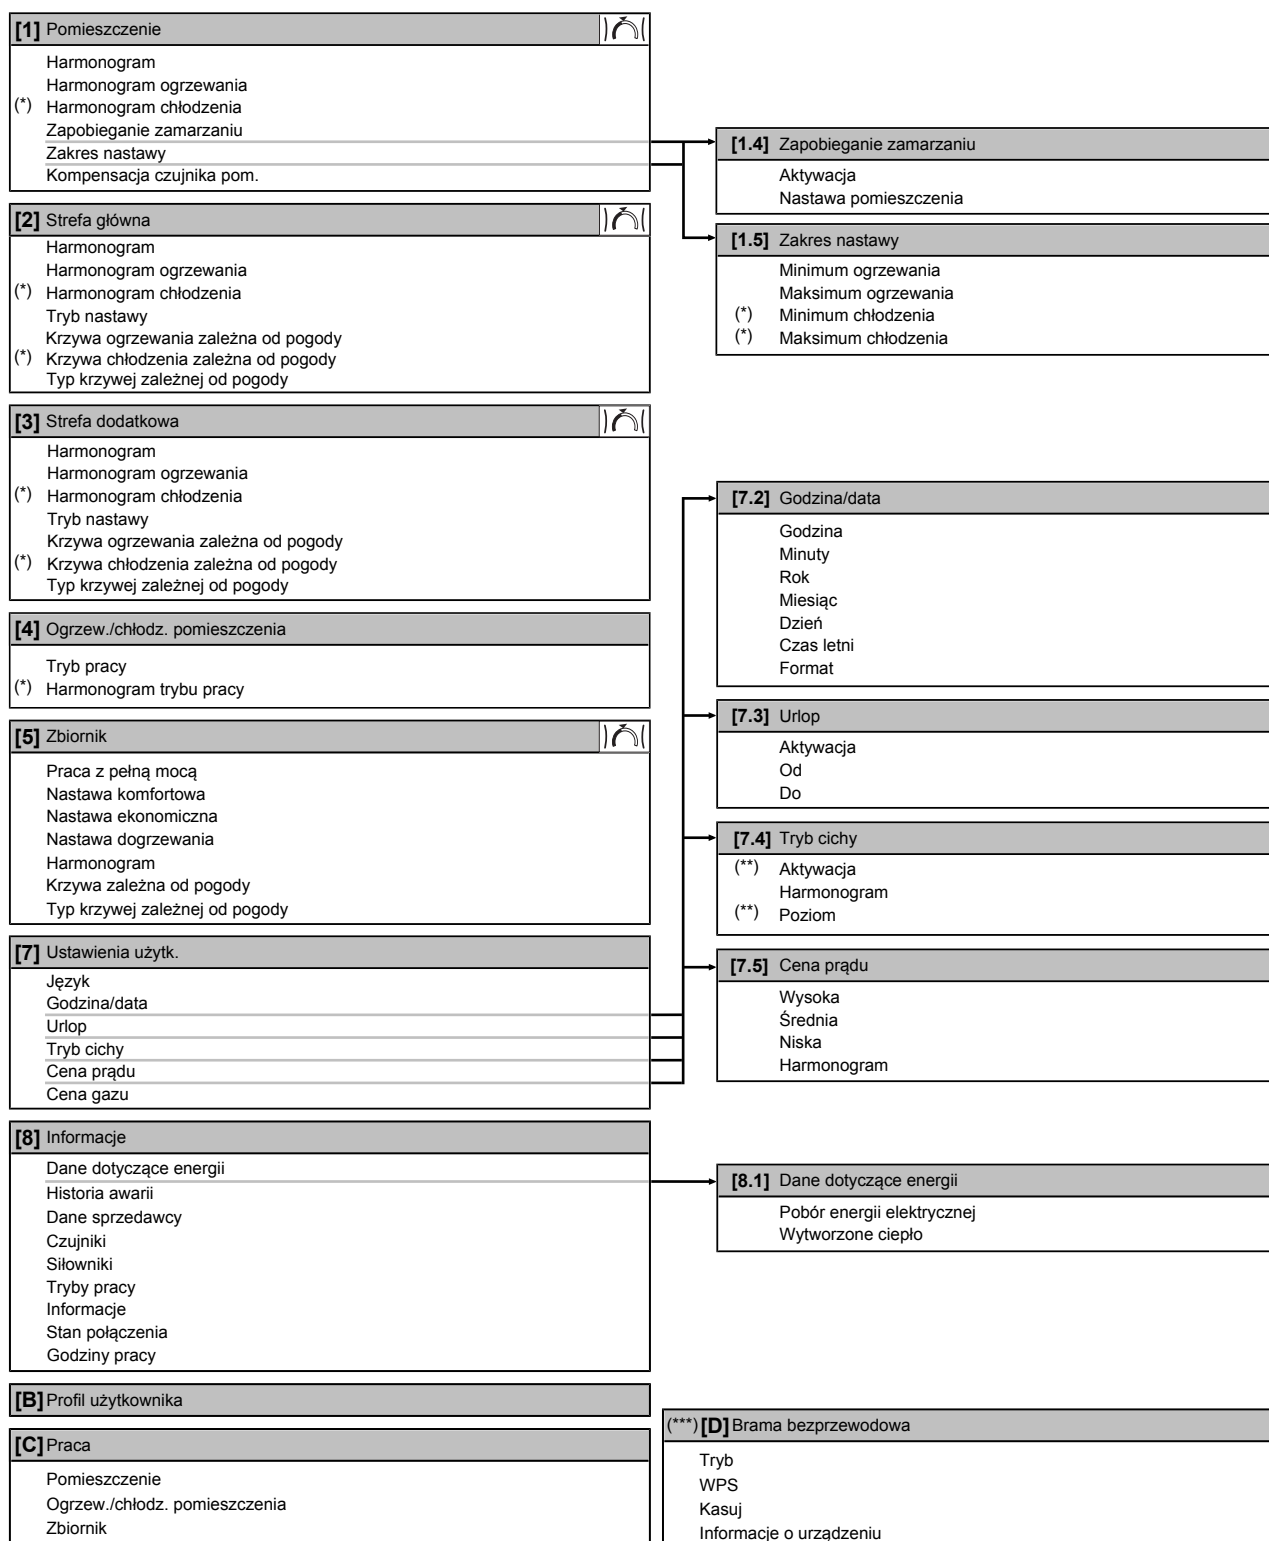 [1] Pomieszczenie
Harmonogram
Harmonogram ogrzewania
(*) Harmonogram chłodzenia
Zapobieganie zamarzaniu
Zakres nastawy
Kompensacja czujnika pom.
[1.4] Zapobieganie zamarzaniu
Aktywacja
Nastawa pomieszczenia
[1.5] Zakres nastawy
Minimum ogrzewania
Maksimum ogrzewania
(*) Minimum chłodzenia
(*) Maksimum chłodzenia
[2] Strefa główna
Harmonogram
Harmonogram ogrzewania
(*) Harmonogram chłodzenia
Tryb nastawy
Krzywa ogrzewania zależna od pogody
(*) Krzywa chłodzenia zależna od pogody
Typ krzywej zależnej od pogody
[3] Strefa dodatkowa
Harmonogram
Harmonogram ogrzewania
(*) Harmonogram chłodzenia
Tryb nastawy
Krzywa ogrzewania zależna od pogody
(*) Krzywa chłodzenia zależna od pogody
Typ krzywej zależnej od pogody
[4] Ogrzew./chłodz. pomieszczenia
Tryb pracy
(*) Harmonogram trybu pracy
[5] Zbiornik
Praca z pełną mocą
Nastawa komfortowa
Nastawa ekonomiczna
Nastawa dogrzewania
Harmonogram
Krzywa zależna od pogody
Typ krzywej zależnej od pogody
[7] Ustawienia użytk.
Język
Godzina/data
Urlop
Tryb cichy
Cena prądu
Cena gazu
[7.2] Godzina/data
Godzina
Minuty
Rok
Miesiąc
Dzień
Czas letni
Format
[7.3] Urlop
Aktywacja
Od
Do
[7.4] Tryb cichy
(**) Aktywacja
Harmonogram
(**) Poziom
[7.5] Cena prądu
Wysoka
Średnia
Niska
Harmonogram
[8] Informacje
Dane dotyczące energii
Historia awarii
Dane sprzedawcy
Czujniki
Siłowniki
Tryby pracy
Informacje
Stan połączenia
Godziny pracy
[8.1] Dane dotyczące energii
Pobór energii elektrycznej
Wytworzone ciepło
[B] Profil użytkownika
[C] Praca
Pomieszczenie
Ogrzew./chłodz. pomieszczenia
Zbiornik
(***) [D] Brama bezprzewodowa
Tryb
WPS
Kasuj
Informacje o urządzeniu